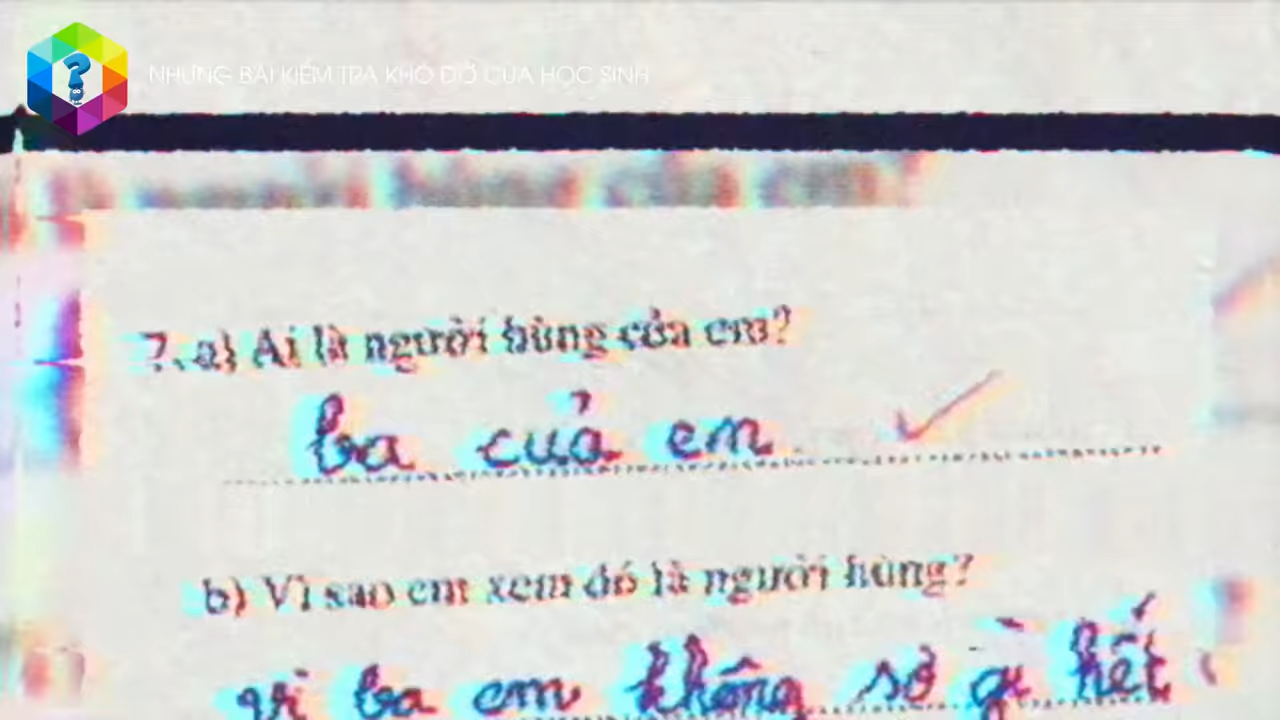 NHỮNG BÀI KIỂM TRA KHÓ ĐỠ CỦA HỌC SINH
7. a) Ai là người hùng của em?
ba của em
b) Vì sao em xem đó là người hùng?
vì ba em không sợ gì hết